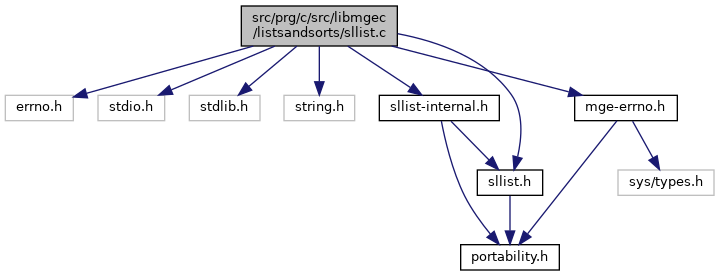 src/prg/c/src/libmgec
/listsandsorts/sllist.c
errno.h
stdio.h
stdlib.h
string.h
sllist-internal.h
mge-errno.h
sllist.h
sys/types.h
portability.h